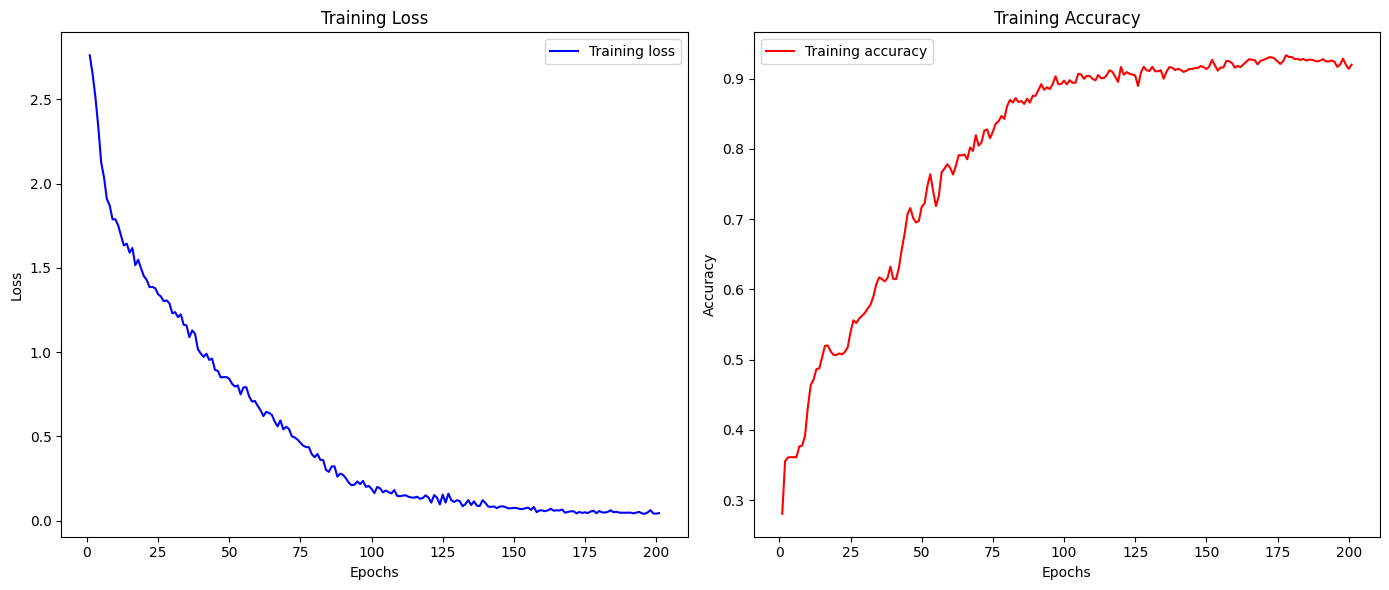 Training Loss
Training loss
2.5
2.0
1.5
1.0
0.5
0.0
Loss
0 25 50 75 100 125 150 175 200
Epochs
Training Accuracy
Training accuracy
0.9
0.8
0.7
0.6
0.5
0.4
0.3
Accuracy
0 25 50 75 100 125 150 175 200
Epochs